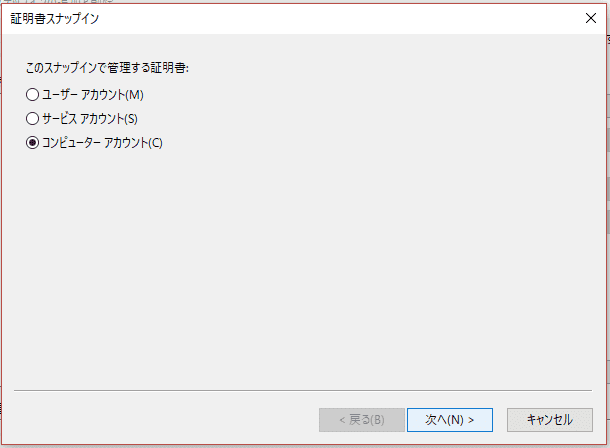 証明書スナップイン
このスナップインで管理する証明書:
ユーザー アカウント(M)
サービス アカウント(S)
コンピューター アカウント(C)
< 戻る(B)
次へ(N) >
キャンセル